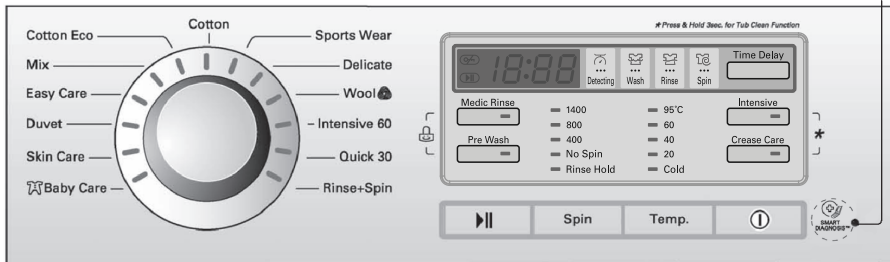 *Press & Hold 3sec. for Tub Clean Function
Cotton
Cotton Eco
Sports Wear
Mix
Delicate
Easy Care
Wool
Duvet
Intensive 60
Skin Care
Quick 30
Baby Care
Rinse+Spin
18:88
Detecting
Wash
Rinse
Spin
Time Delay
Medic Rinse
Pre Wash
1400
800
400
No Spin
Rinse Hold
95°C
60
40
20
Cold
Intensive
Crease Care
*
Spin
Temp.
SMART
DIAGNOSIS™